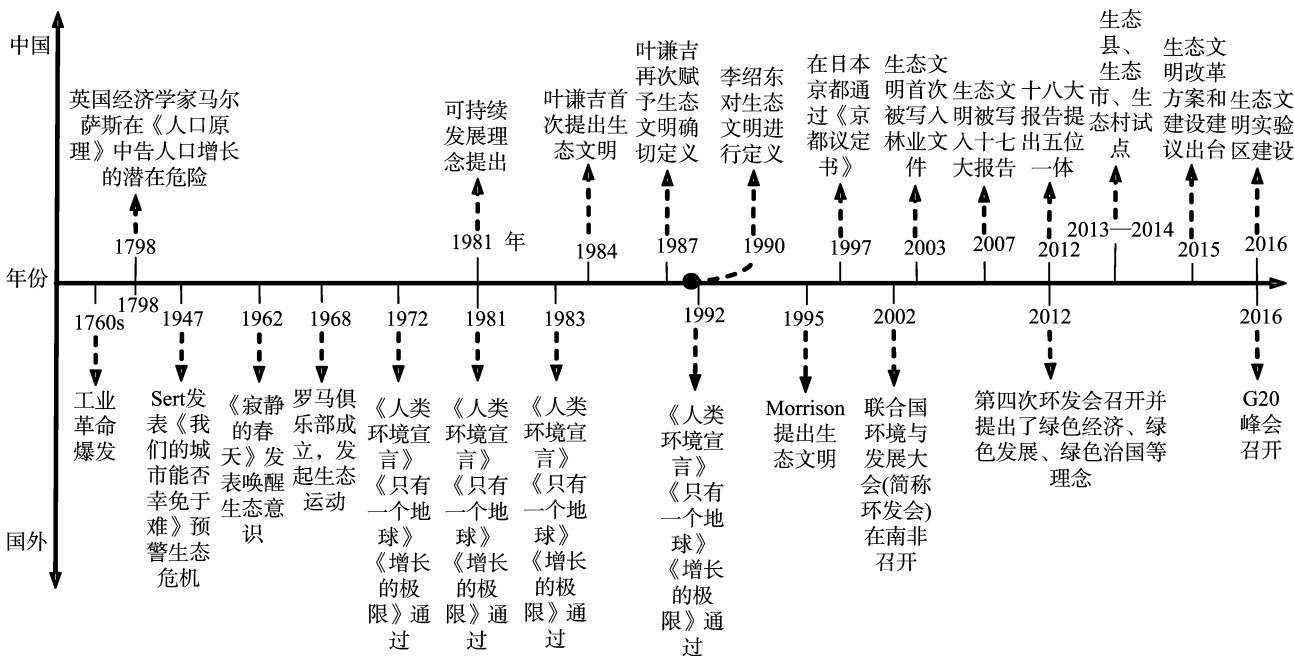 中国
英国经济学家马尔
萨斯在《人口原
理》中告人口增长
的潜在危险
1798
可持续
发展理
念提出
1981 年
叶谦吉首
次提出生
态文明
1984
叶谦吉
再次赋
予生态
文明确
切定义
1987
李绍东
对生态
文明进
行定义
1990
在日本
京都通
过《京
都议定
书》
1997
生态文
明首次
被写入
林业文
件
2003
生态文
明被写
入十七
大报告
2007
十八大
报告提
出五位
一体
2012
生态
县、
生态
市、生
态村试
点
2013—2014
生态文
明改革
方案和
建设建
议出台
2015
生态文
明实验
区建设
2016
年份
1760s
工业
革命
爆发
1798
1947
Sert发
表《我
们的城
市能否
幸免于
难》预
警生态
危机
1962
《寂静
的春
天》发
表唤醒
生态意
识
1968
罗马俱
乐部成
立，发
起生态
运动
1972
《人类
环境宣
言》
《只有
一个地
球》
《增长
的极
限》通
过
1981
《人类
环境宣
言》
《只有
一个地
球》
《增长
的极
限》通
过
1983
《人类
环境宣
言》
《只有
一个地
球》
《增长
的极
限》通
过
1992
《人类
环境宣
言》
《只有
一个地
球》
《增长
的极
限》通
过
1995
Morrison
提出生
态文明
2002
联合国
环境与
发展大
会(简称
环发会)
在南非
召开
2012
第四次环发会召开并
提出了绿色经济、绿
色发展、绿色治国等
理念
2016
G20
峰会
召开
国外